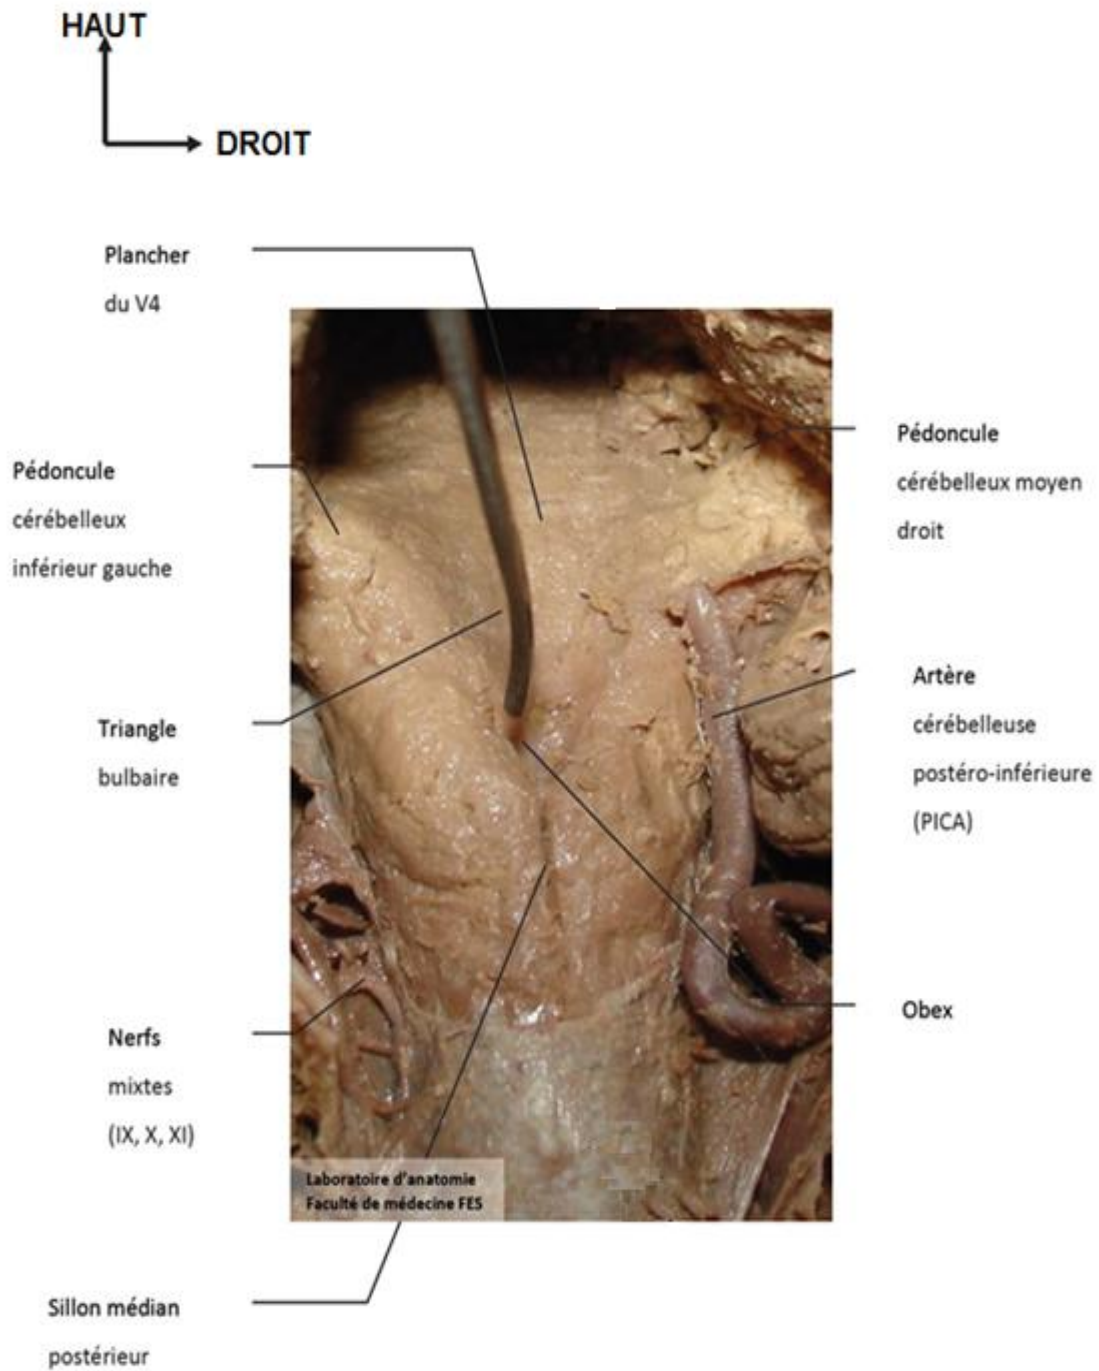 HAUT
DROIT
Plancher
du V4
Pédoncule
cérébelleux
inférieur gauche
Pédoncule
cérébelleux moyen
droit
Triangle
bulbaire
Artère
cérébelleuse
postéro-inférieure
(PICA)
Obex
Nerfs
mixtes
(IX, X, XI)
Laboratoire d'anatomie
Faculté de médecine FES
Sillon médian
postérieur